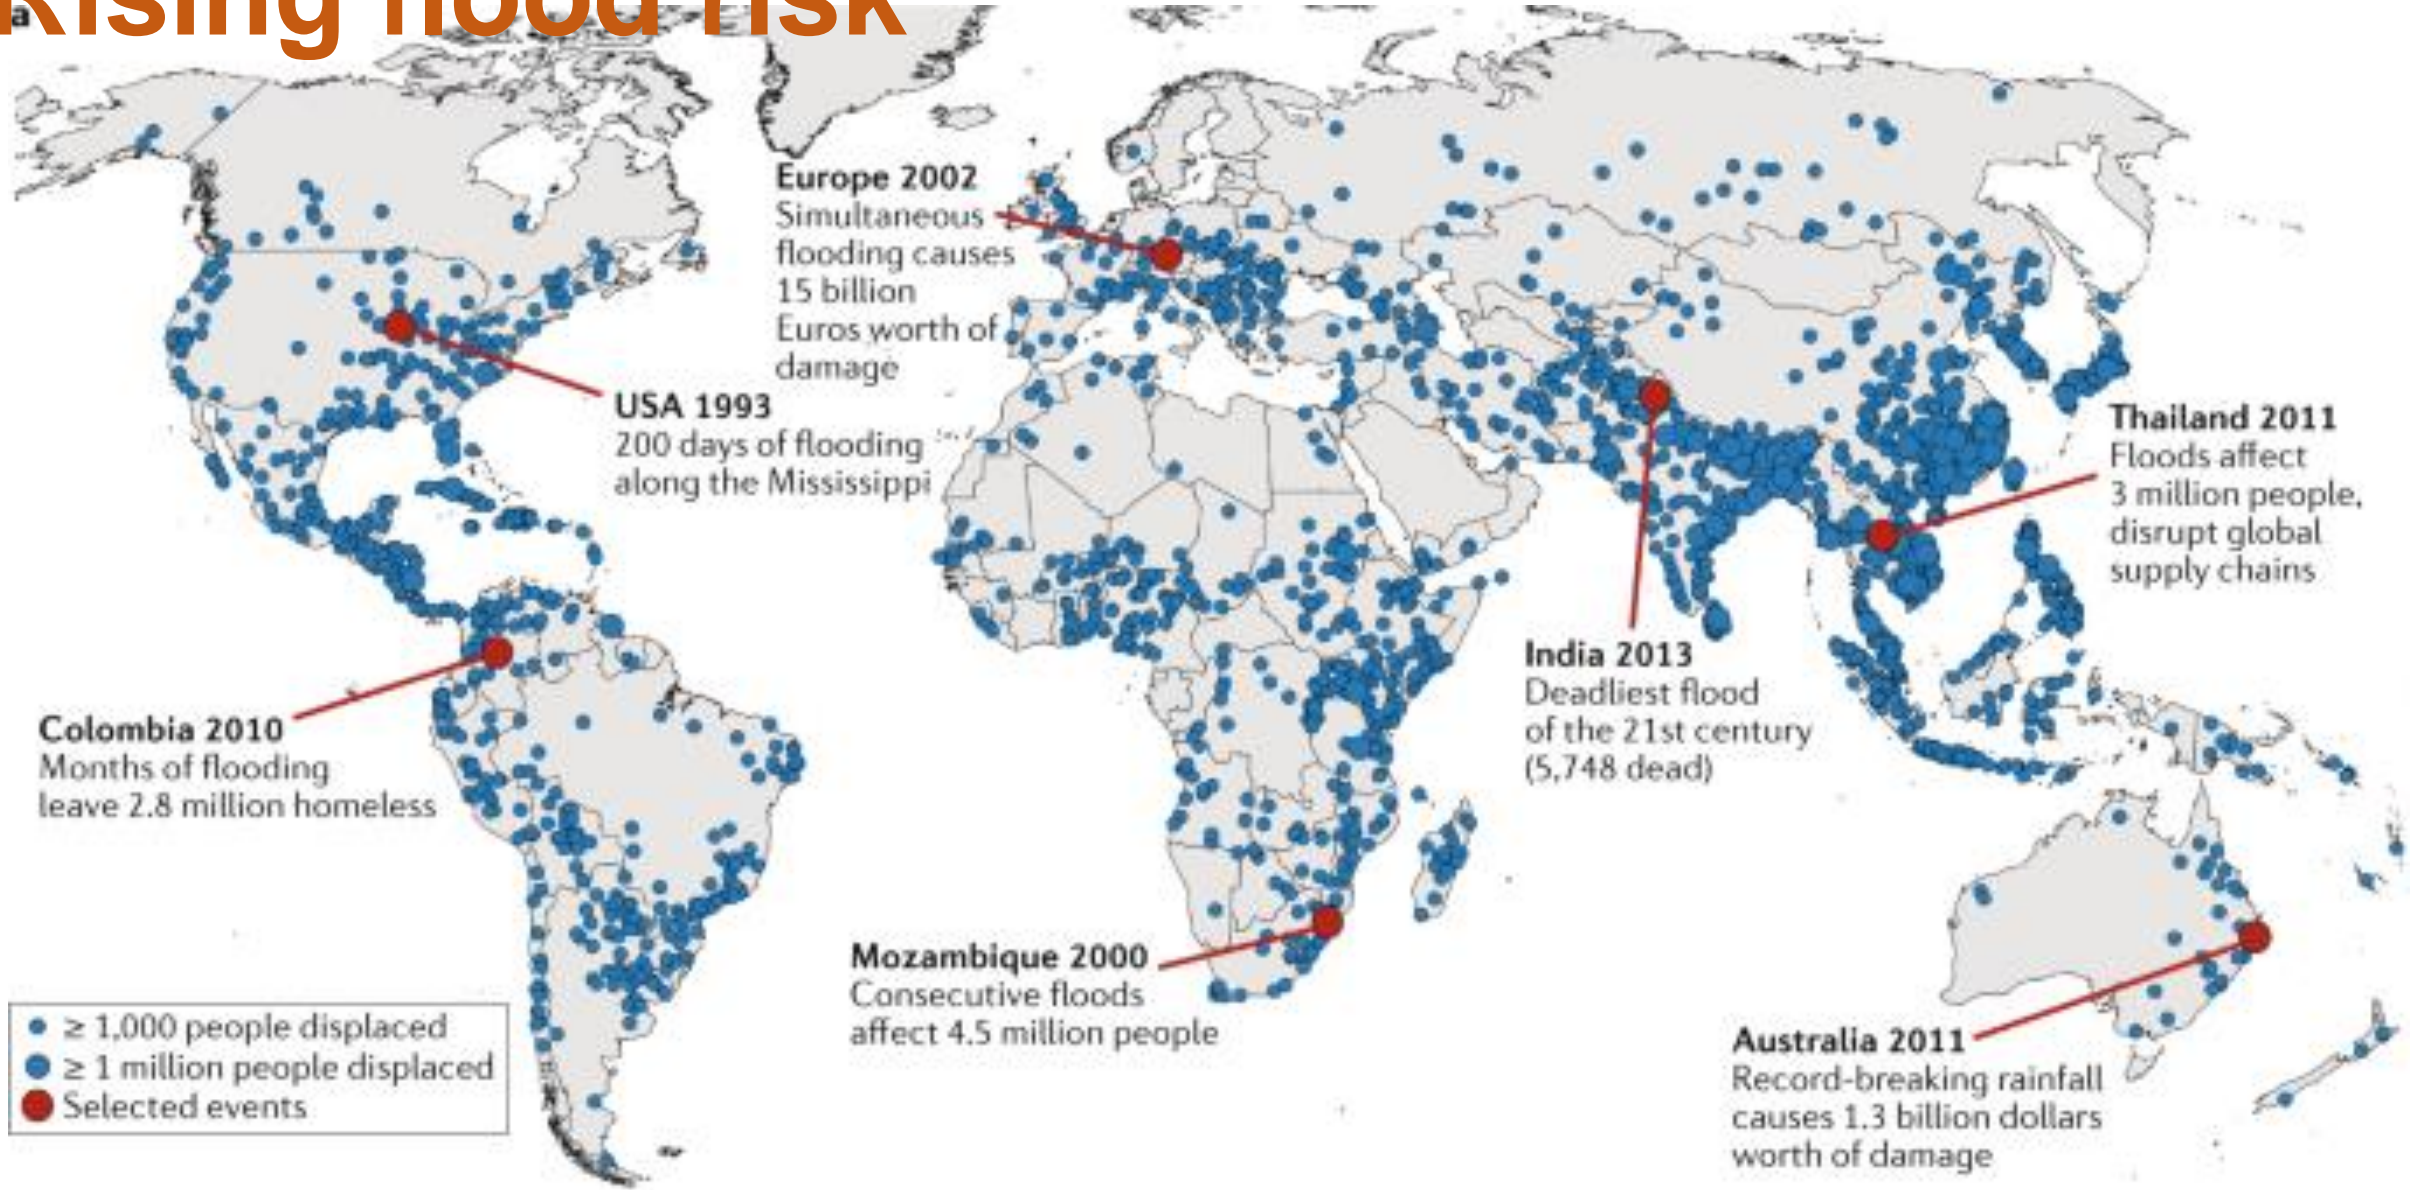 a
Rising flood risk
Europe 2002
Simultaneous
flooding causes
15 billion
Euros worth of
damage
USA 1993
200 days of flooding
along the Mississippi
Thailand 2011
Floods affect
3 million people,
disrupt global
supply chains
India 2013
Deadliest flood
of the 21st century
(5,748 dead)
Colombia 2010
Months of flooding
leave 2.8 million homeless
Mozambique 2000
Consecutive floods
affect 4.5 million people
Australia 2011
Record-breaking rainfall
causes 1.3 billion dollars
worth of damage
≥ 1,000 people displaced
≥ 1 million people displaced
Selected events